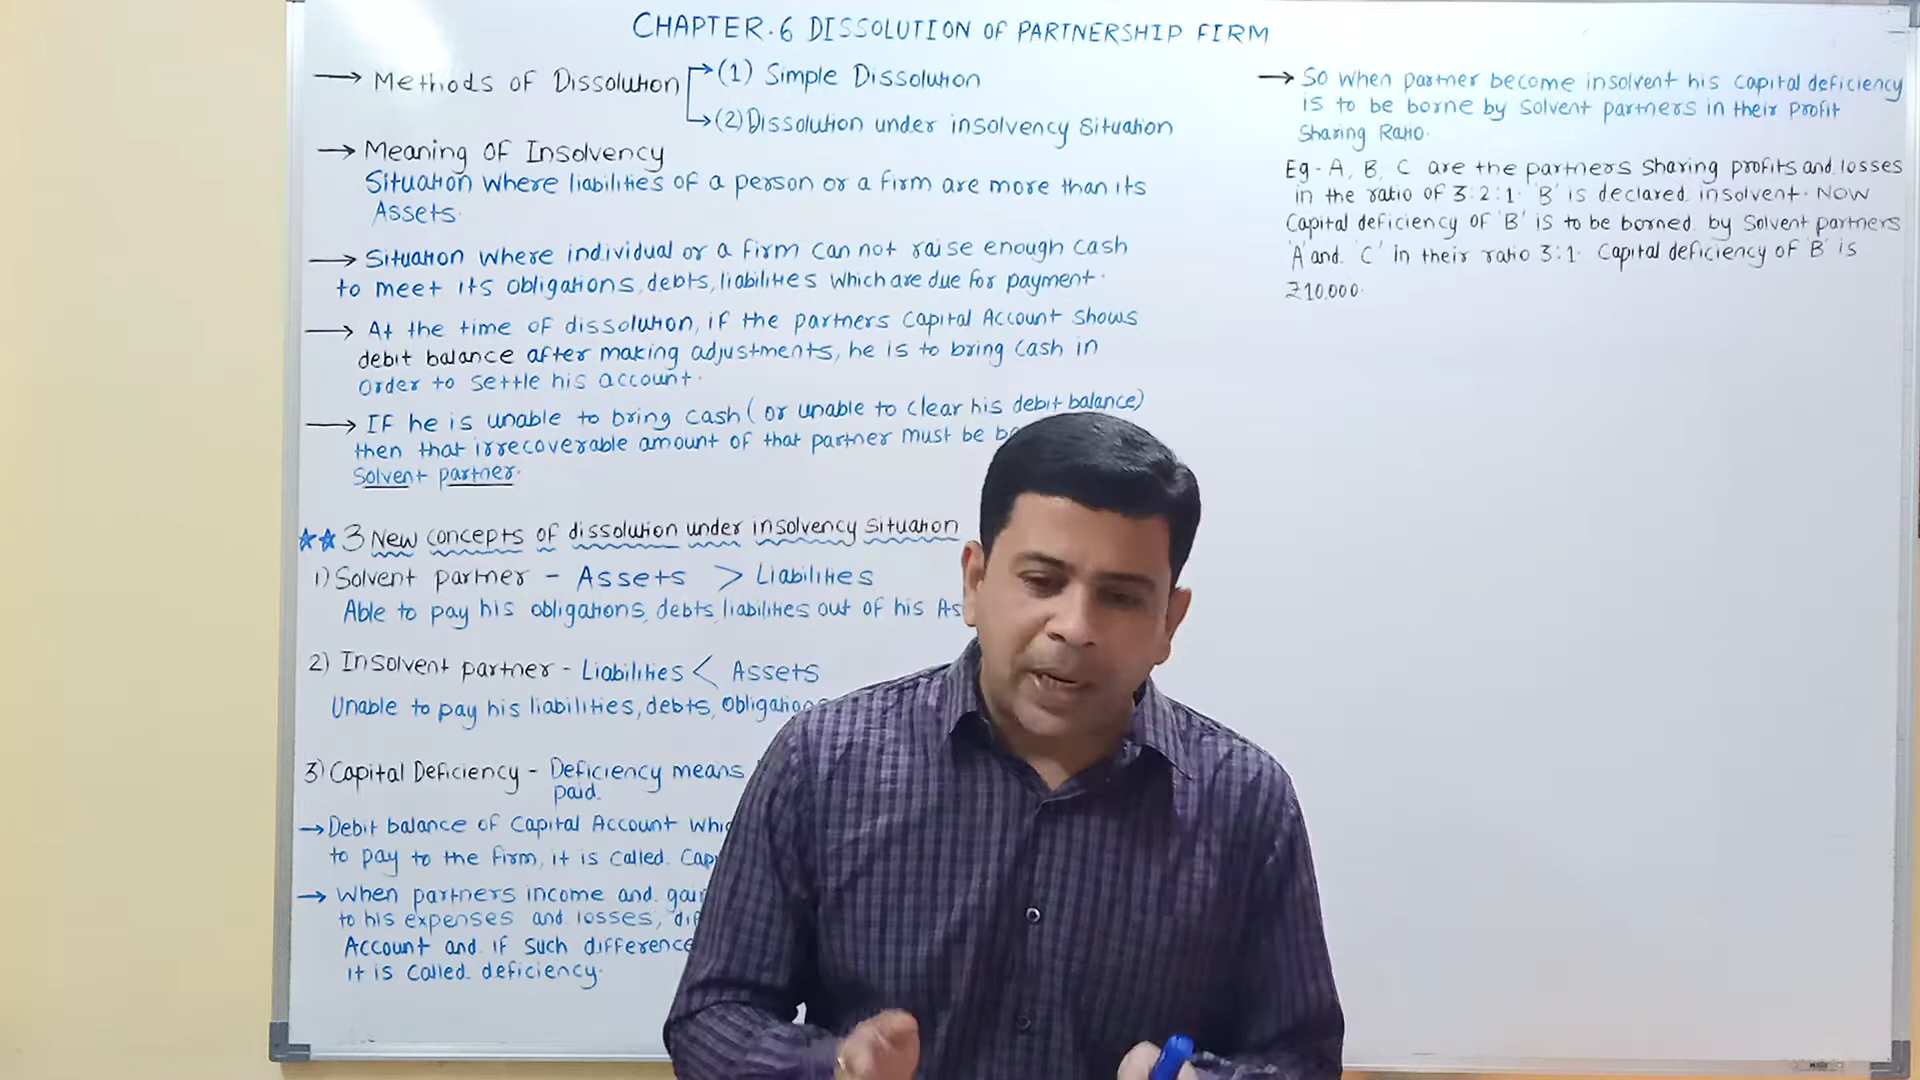 CHAPTER.6 DISSOLUTION OF PARTNERSHIP FIRM
→ Methods of Dissolution → (1) Simple Dissolution
→ (2) Dissolution under insolvency situation
→ Meaning of Insolvency
Situation where liabilities of a person or a firm are more than its
Assets.
→ Situation where individual or a firm can not raise enough cash
to meet its obligations, debts, liabilities which are due for payment.
→ At the time of dissolution, if the partners capital Account shows
debit balance after making adjustments, he is to bring cash in
order to settle his account.
→ If he is unable to bring cash (or unable to clear his debit balance)
then that irrecoverable amount of that partner must be
Solvent partner.
★★ 3 New concepts of dissolution under insolvency situation
1) Solvent partner - Assets > Liabilities
Able to pay his obligations, debts, liabilities out of his
2) Insolvent partner - Liabilities < Assets
Unable to pay his liabilities, debts, obligations
3) Capital Deficiency - Deficiency means
paid.
→ Debit balance of capital Account
to pay to the firm, it is called.
→ When partners income and
to his expenses and losses,
Account and if such difference
it is called deficiency.
→ So when partner become insolvent his capital deficiency
is to be borne by solvent partners in their profit
sharing Ratio.
Eg - A, B, C are the partners sharing profits and losses
in the ratio of 3:2:1. 'B' is declared insolvent. Now
capital deficiency of 'B' is to be borned by solvent partners
'A' and 'C' in their ratio 3:1. Capital deficiency of 'B' is
₹10,000.